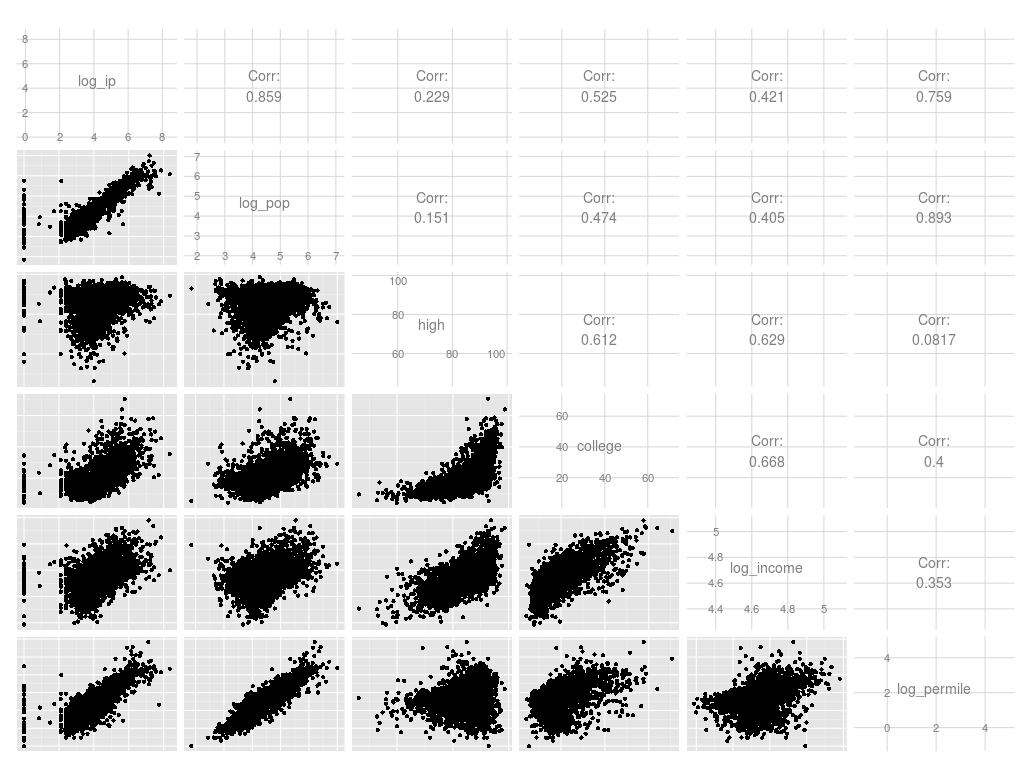 8
6
log_ip
4
2
0 2 4 6 8
Corr:
0.859
Corr:
0.229
Corr:
0.525
Corr:
0.421
Corr:
0.759
7
6
5
log_pop
4
3
2 2 3 4 5 6 7
Corr:
0.151
Corr:
0.474
Corr:
0.405
Corr:
0.893
100
80
high
60 60 80 100
Corr:
0.612
Corr:
0.629
Corr:
0.0817
60
40 college
20 20 40 60
Corr:
0.668
Corr:
0.4
5
4.8
log_income
4.6
4.4 4.4 4.6 4.8 5
Corr:
0.353
4
2 log_permile
0 0 2 4